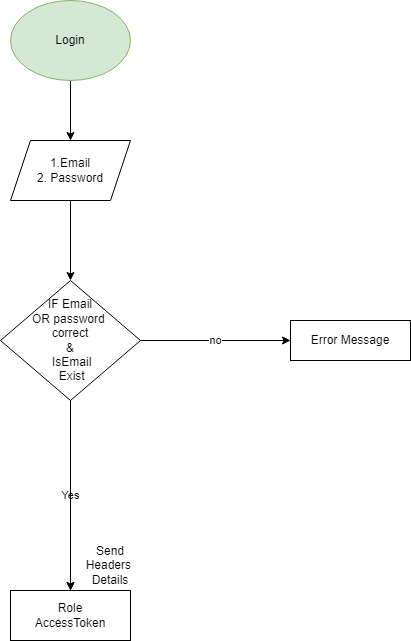 Login
1.Email
2. Password
IF Email
OR password
correct
&
IsEmail
Exist
no
Error Message
Yes
Send
Headers
Details
Role
AccessToken